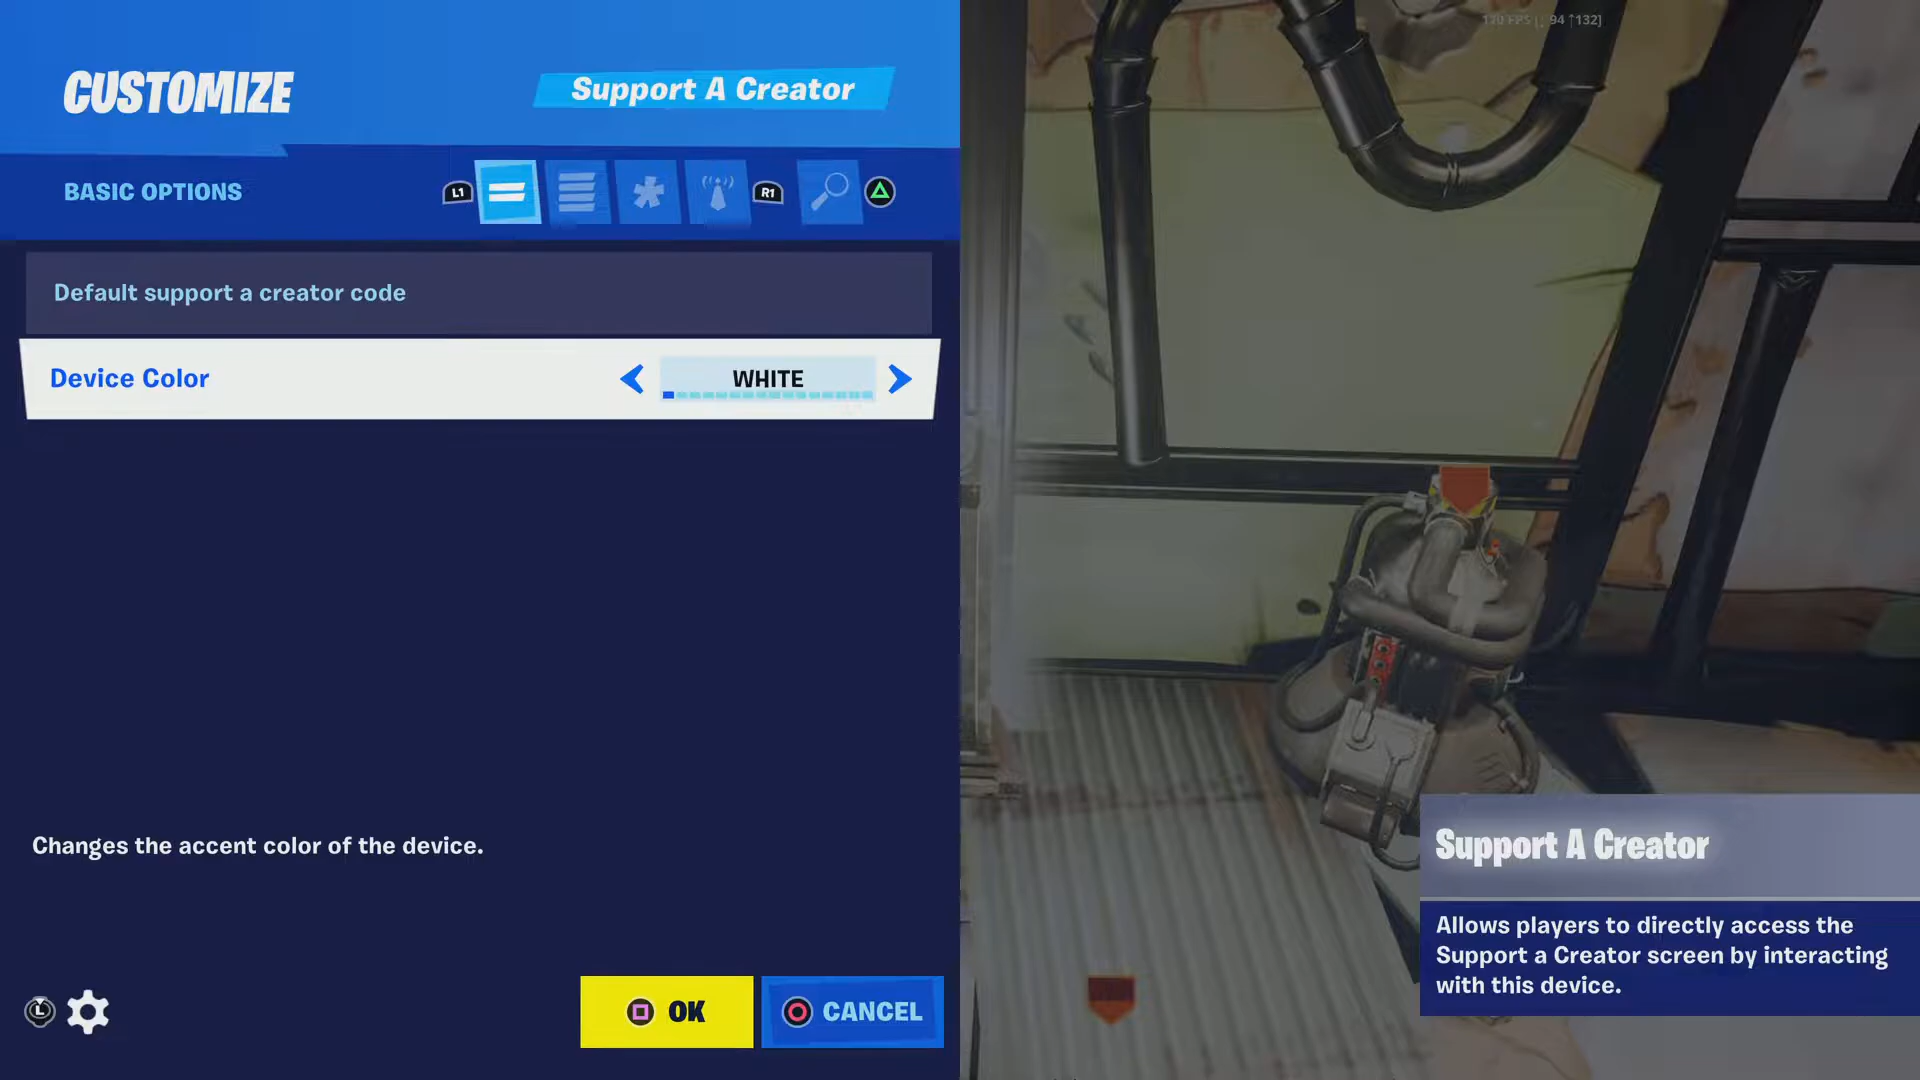 CUSTOMIZE
Support A Creator
BASIC OPTIONS
L1
R1
Default support a creator code
Device Color
WHITE
Changes the accent color of the device.
L
OK
CANCEL
Support A Creator
Allows players to directly access the
Support a Creator screen by interacting
with this device.